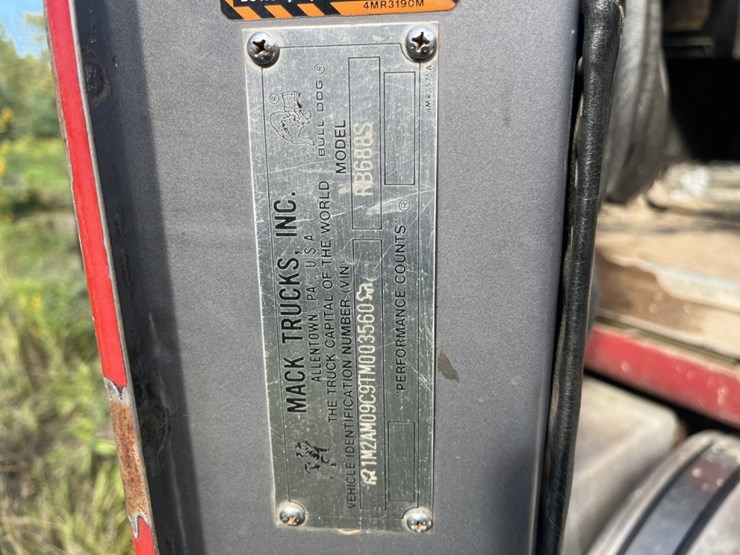 4MR3190M
MACK TRUCKS, INC.
ALLENTOWN, PA. U.S.A.
THE TRUCK CAPITAL OF THE WORLD
BULL DOG ®
VEHICLE IDENTIFICATION NUMBER (VIN)
MODEL
1M2AM09C9TM003560
RB688S
PERFORMANCE COUNTS ®